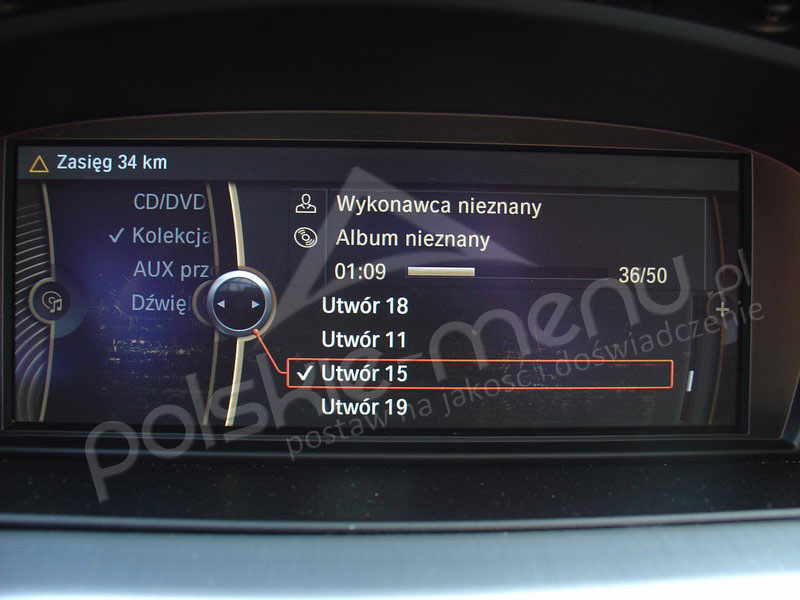 Zasięg 34 km
CD/DVD
✓ Kolekcja
AUX prz
Dźwię
Wykonawca nieznany
Album nieznany
01:09 36/50
Utwór 18
Utwór 11
✓ Utwór 15
Utwór 19
polskie-menu.pl
postaw na jakość i doświadczenie